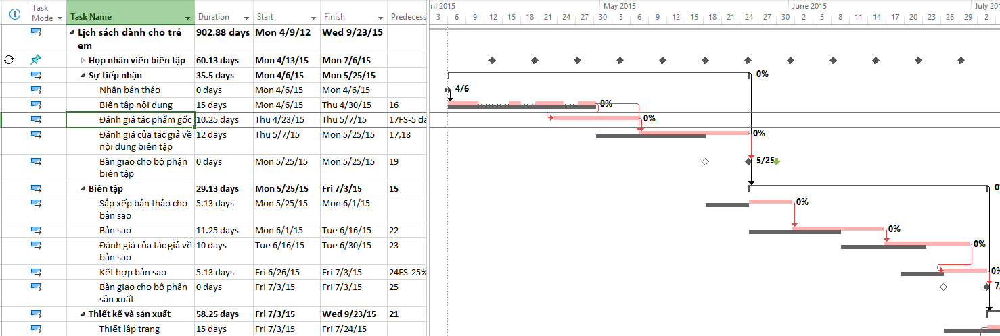 Task Mode Task Name Duration Start Finish Predecess
ril 2015 May 2015 June 2015 July 2015
3 6 9 12 15 18 21 24 27 30 3 6 9 12 15 18 21 24 27 30 2 5 8 11 14 17 20 23 26 29 2
Lịch sách dành cho trẻ em 902.88 days Mon 4/9/12 Wed 9/23/15
Họp nhân viên biên tập 60.13 days Mon 4/13/15 Mon 7/6/15
Sự tiếp nhận 35.5 days Mon 4/6/15 Mon 5/25/15 0%
Nhận bản thảo 0 days Mon 4/6/15 Mon 4/6/15 4/6
Biên tập nội dung 15 days Mon 4/6/15 Thu 4/30/15 16 0%
Đánh giá tác phẩm gốc 10.25 days Thu 4/23/15 Thu 5/7/15 17FS-5 da 0%
Đánh giá của tác giả về nội dung biên tập 12 days Thu 5/7/15 Mon 5/25/15 17,18 0%
Bàn giao cho bộ phận biên tập 0 days Mon 5/25/15 Mon 5/25/15 19 5/25
Biên tập 29.13 days Mon 5/25/15 Fri 7/3/15 15 0
Sắp xếp bản thảo cho bản sao 5.13 days Mon 5/25/15 Mon 6/1/15 0%
Bản sao 11.25 days Mon 6/1/15 Tue 6/16/15 22 0%
Đánh giá của tác giả về bản sao 10 days Tue 6/16/15 Tue 6/30/15 23 0%
Kết hợp bản sao 5.13 days Fri 6/26/15 Fri 7/3/15 24FS-25% 0%
Bàn giao cho bộ phận sản xuất 0 days Fri 7/3/15 Fri 7/3/15 25 7/
Thiết kế và sản xuất 58.25 days Fri 7/3/15 Wed 9/23/15 21
Thiết lập trang 15 days Fri 7/3/15 Fri 7/24/15